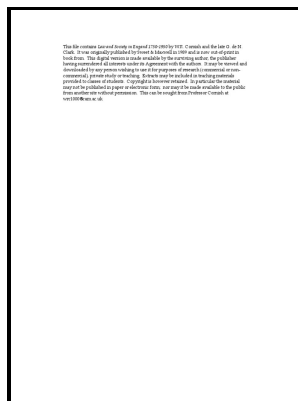 This file contains Law and Society in England 1750-1950 by W.R. Cornish and the late G. de N.
Clark. It was originally published by Sweet & Maxwell in 1989 and is now out-of-print in
book from. This digital version is made available by the surviving author, the publisher
having surrendered all interests under its Agreement with the authors. It may be viewed and
downloaded by any person wishing to use it for purposes of research (commercial or non-
commercial), private study or teaching. Extracts may be included in teaching materials
provided to classes of students. Copyright is however retained. In particular the material
may not be published in paper or electronic form; nor may it be made available to the public
from another site without permission. This can be sought from Professor Cornish at